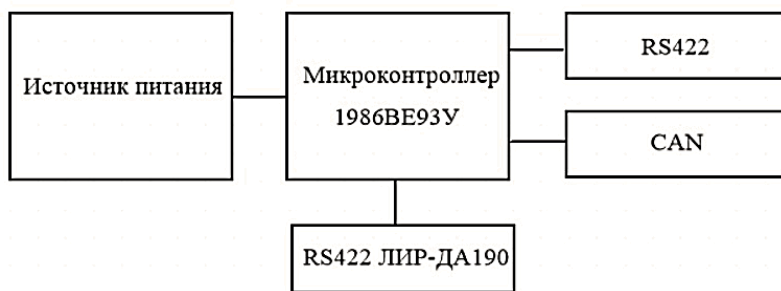 Источник питания
Микроконтроллер
1986ВЕ93У
RS422
CAN
RS422 ЛИР-ДА190